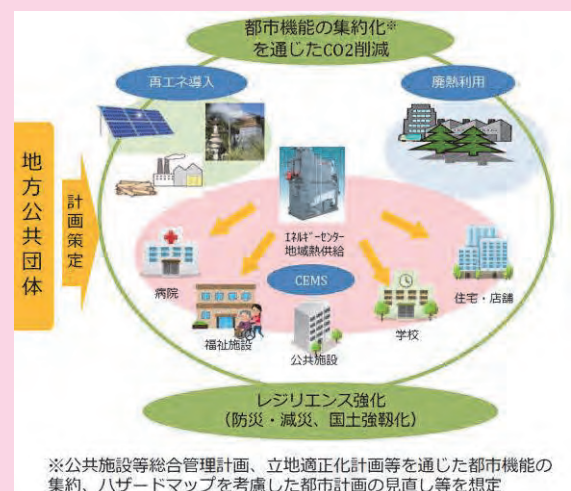 都市機能の集約化※
を通じたCO2削減
再エネ導入
廃熱利用
地方公共団体
計画策定
エネルギーセンター
地域熱供給
CEMS
病院
福祉施設
公共施設
学校
住宅・店舗
レジリエンス強化
(防災・減災、国土強靱化)
※公共施設等総合管理計画、立地適正化計画等を通じた都市機能の
集約、ハザードマップを考慮した都市計画の見直し等を想定